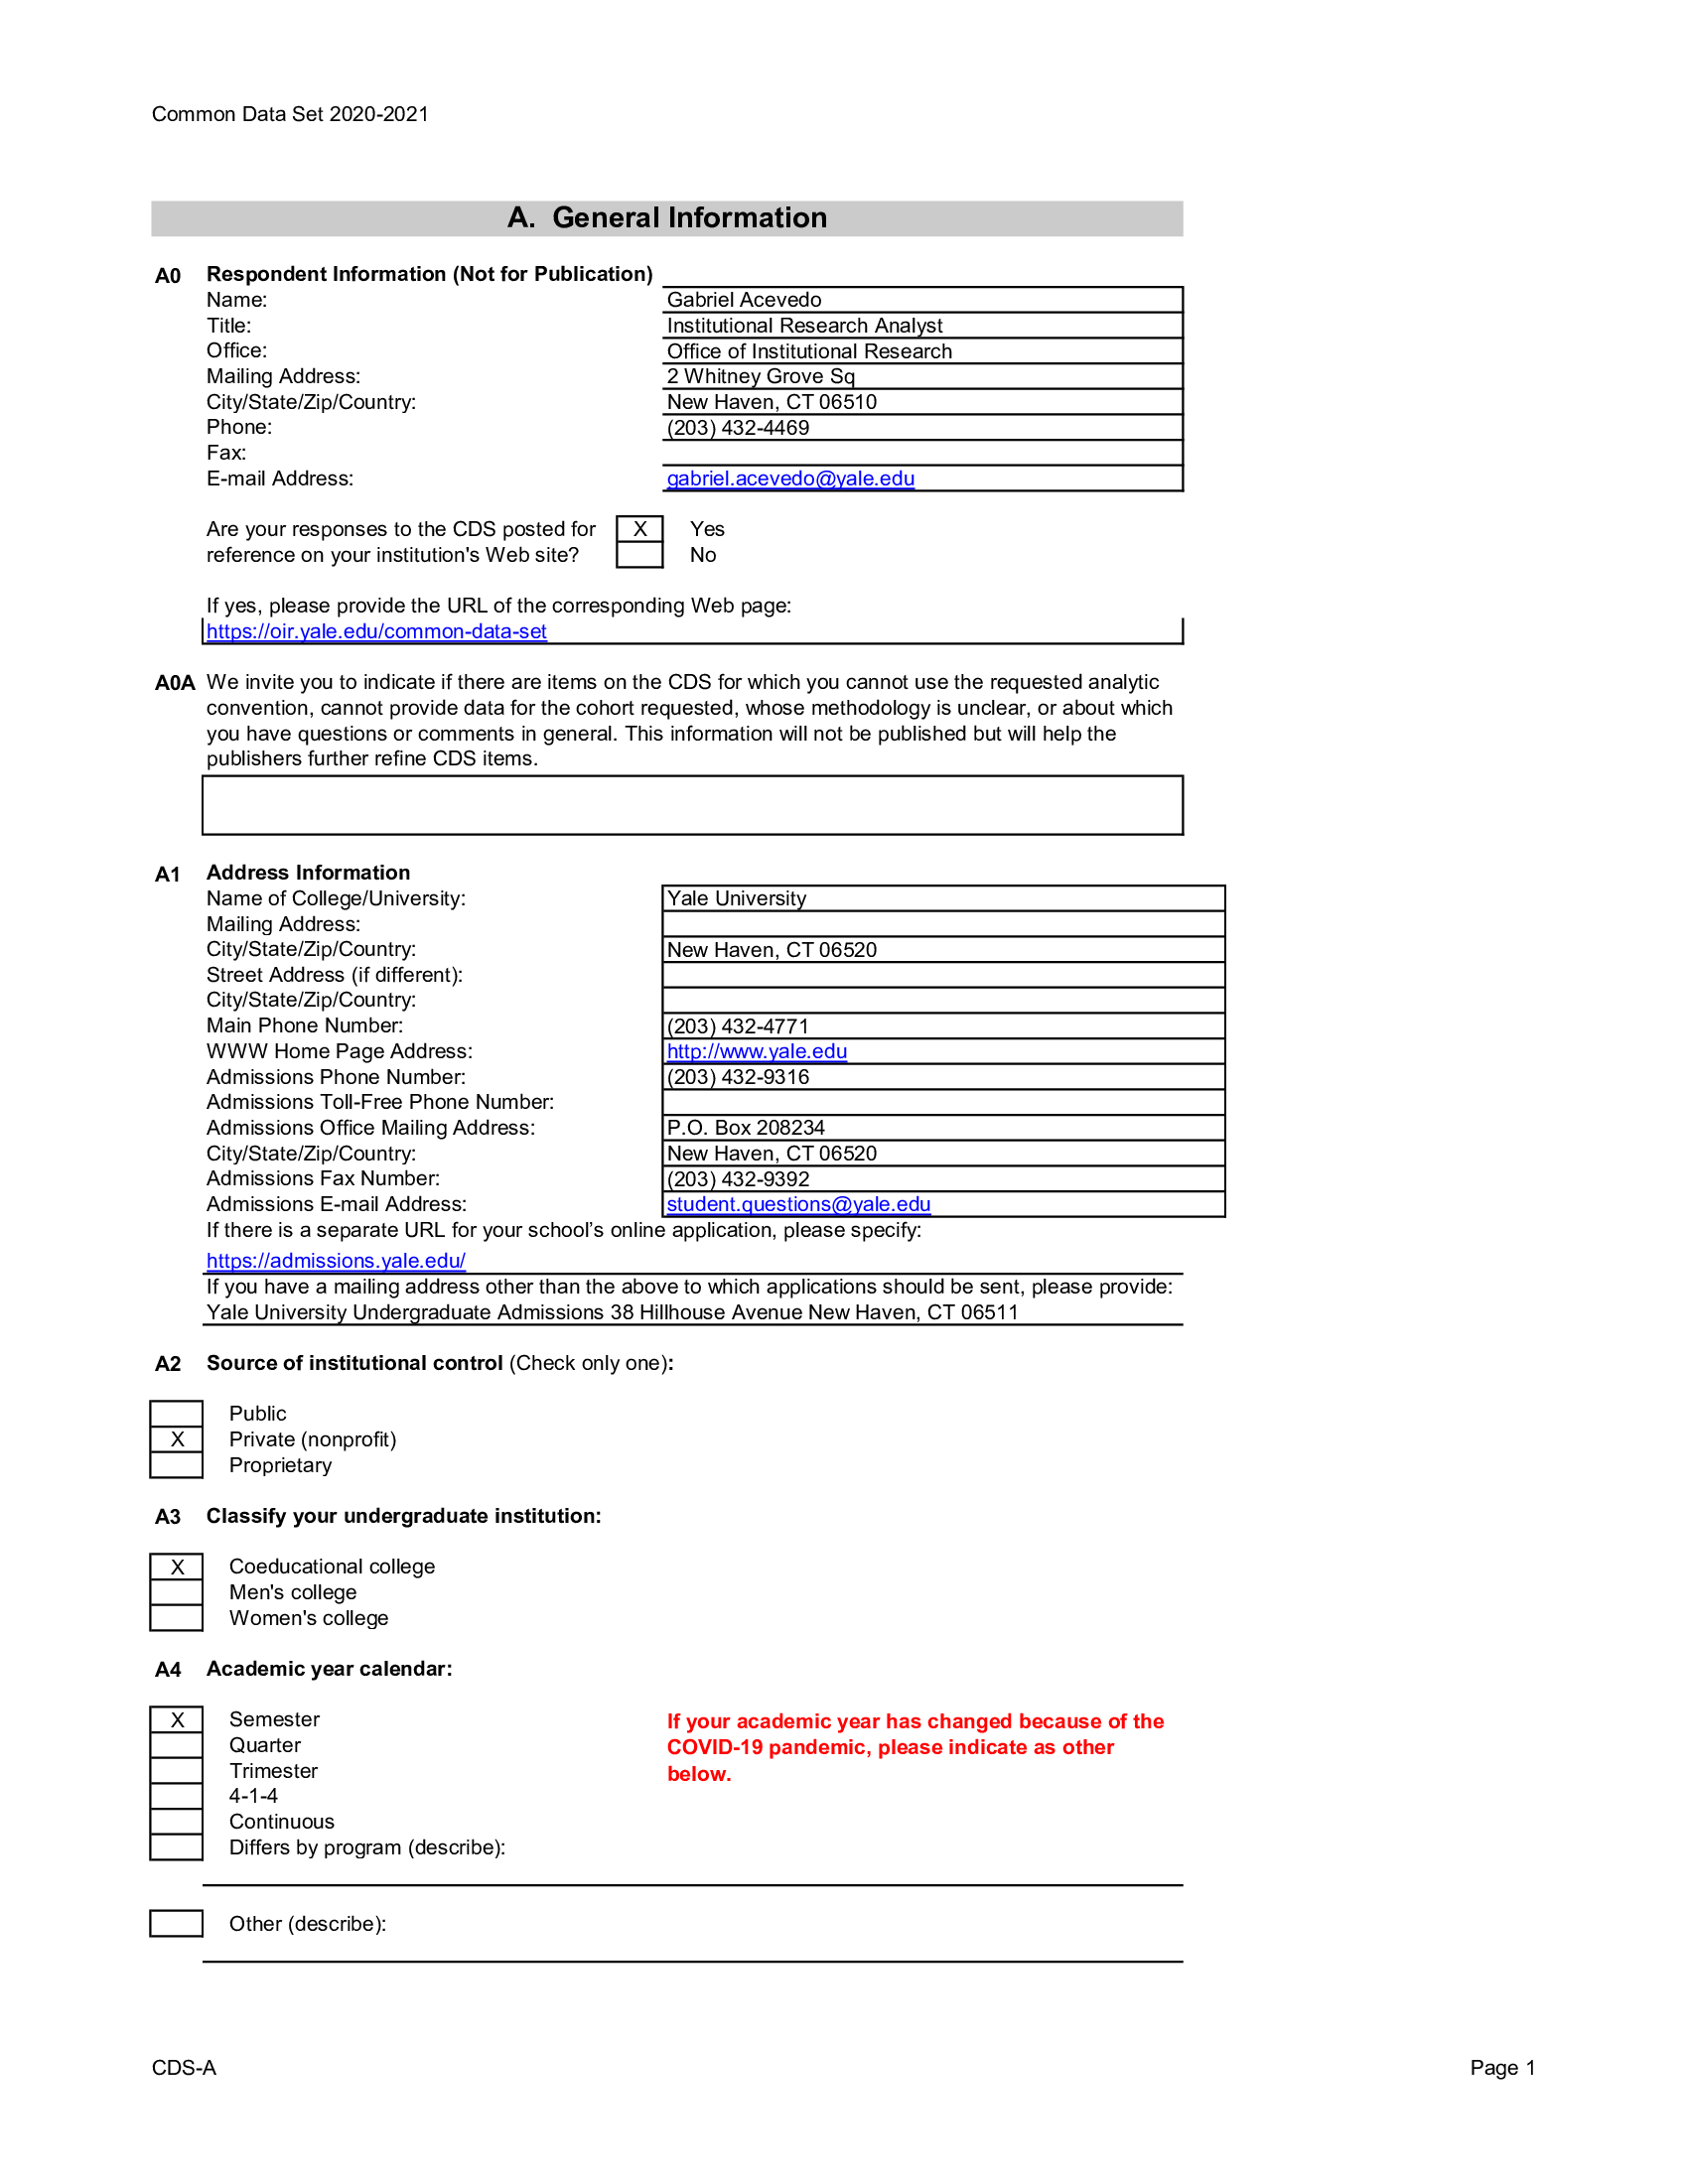 Common Data Set 2020-2021
A. General Information
A0 Respondent Information (Not for Publication)
Name: Gabriel Acevedo
Title: Institutional Research Analyst
Office: Office of Institutional Research
Mailing Address: 2 Whitney Grove Sq
City/State/Zip/Country: New Haven, CT 06510
Phone: (203) 432-4469
Fax:
E-mail Address: gabriel.acevedo@yale.edu
Are your responses to the CDS posted for X Yes
reference on your institution's Web site? No
If yes, please provide the URL of the corresponding Web page:
https://oir.yale.edu/common-data-set
A0A We invite you to indicate if there are items on the CDS for which you cannot use the requested analytic
convention, cannot provide data for the cohort requested, whose methodology is unclear, or about which
you have questions or comments in general. This information will not be published but will help the
publishers further refine CDS items.
A1 Address Information
Name of College/University: Yale University
Mailing Address:
City/State/Zip/Country: New Haven, CT 06520
Street Address (if different):
City/State/Zip/Country:
Main Phone Number: (203) 432-4771
WWW Home Page Address: http://www.yale.edu
Admissions Phone Number: (203) 432-9316
Admissions Toll-Free Phone Number:
Admissions Office Mailing Address: P.O. Box 208234
City/State/Zip/Country: New Haven, CT 06520
Admissions Fax Number: (203) 432-9392
Admissions E-mail Address: student.questions@yale.edu
If there is a separate URL for your school’s online application, please specify:
https://admissions.yale.edu/
If you have a mailing address other than the above to which applications should be sent, please provide:
Yale University Undergraduate Admissions 38 Hillhouse Avenue New Haven, CT 06511
A2 Source of institutional control (Check only one):
Public
X Private (nonprofit)
Proprietary
A3 Classify your undergraduate institution:
X Coeducational college
Men's college
Women's college
A4 Academic year calendar:
X Semester
Quarter
Trimester
4-1-4
Continuous
Differs by program (describe):
If your academic year has changed because of the
COVID-19 pandemic, please indicate as other
below.
Other (describe):
CDS-A Page 1